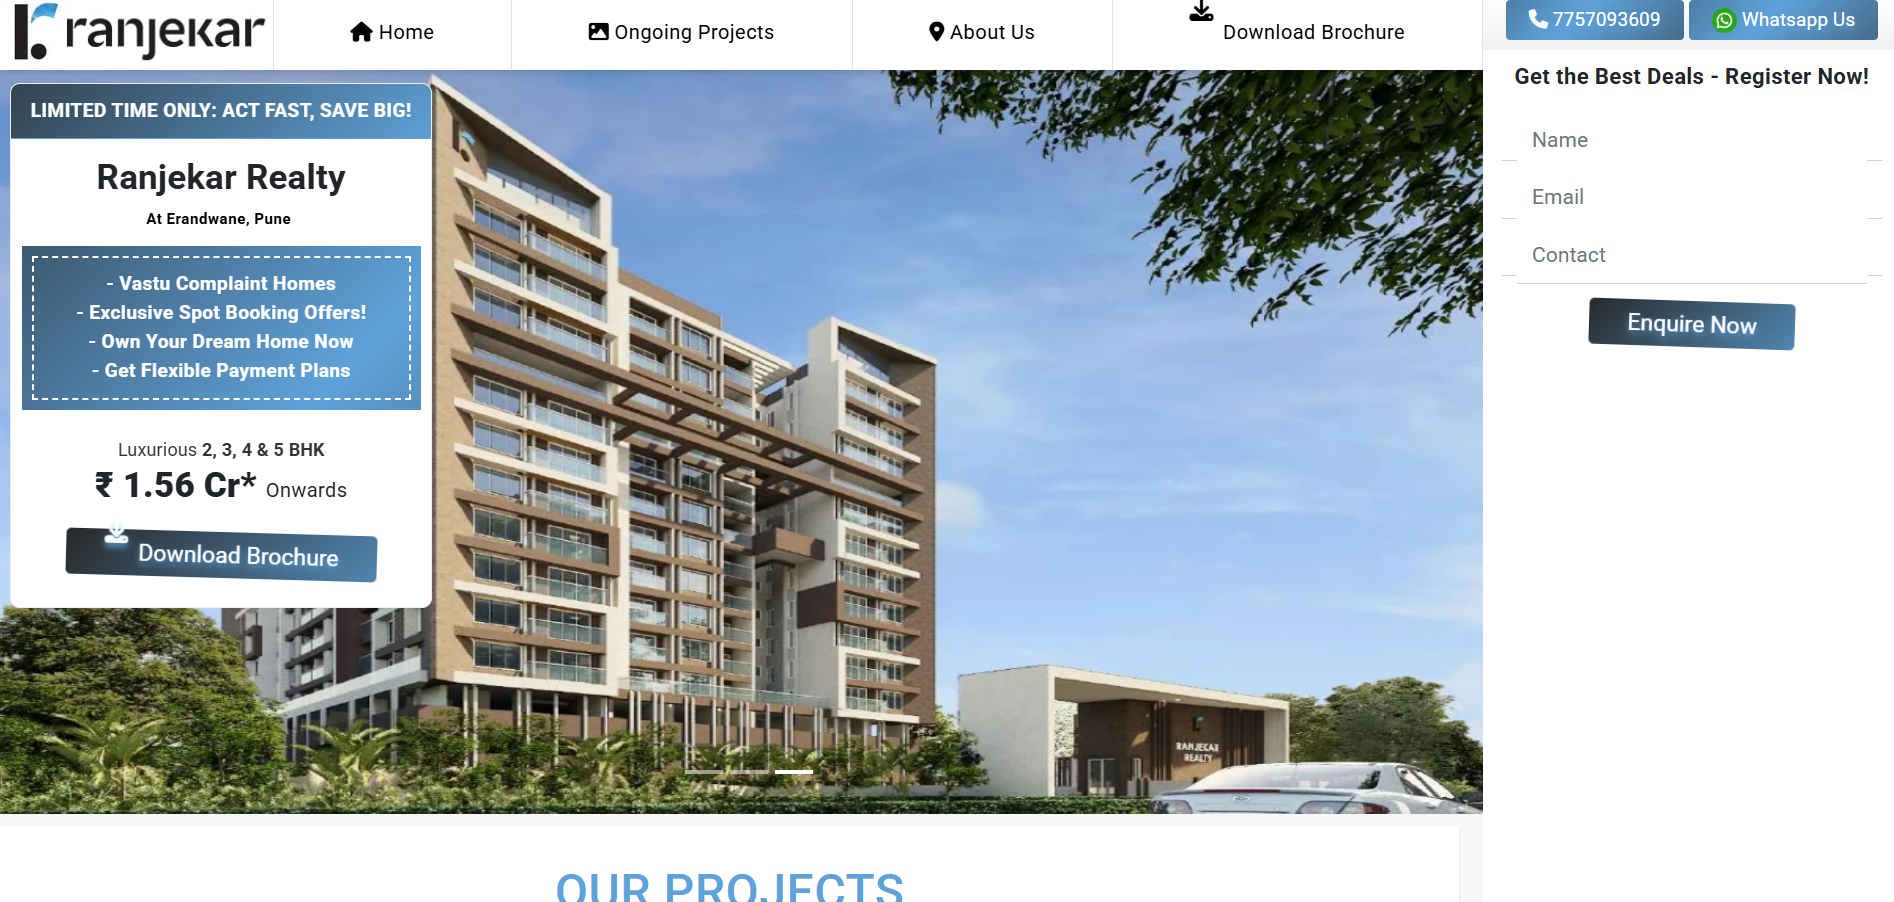 ranjekar
Home
Ongoing Projects
About Us
Download Brochure
7757093609
Whatsapp Us
LIMITED TIME ONLY: ACT FAST, SAVE BIG!
Ranjekar Realty
At Erandwane, Pune
- Vastu Complaint Homes
- Exclusive Spot Booking Offers!
- Own Your Dream Home Now
- Get Flexible Payment Plans
Luxurious 2, 3, 4 & 5 BHK
₹ 1.56 Cr* Onwards
Download Brochure
RANJEKAR
REALTY
Get the Best Deals - Register Now!
Name
Email
Contact
Enquire Now
OUR PROJECTS